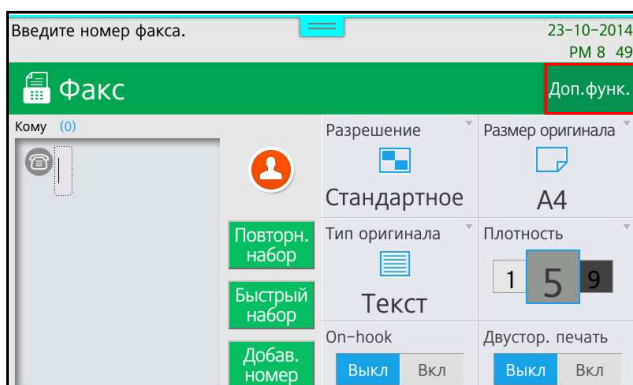 Введите номер факса.
23-10-2014
PM 8 49
Факс
Доп.функ.
Кому (0)
Повторн.
набор
Быстрый
набор
Добав.
номер
Разрешение
Стандартное
Размер оригинала
A4
Тип оригинала
Текст
Плотность
1 5 9
On-hook
Выкл Вкл
Двустор. печать
Выкл Вкл